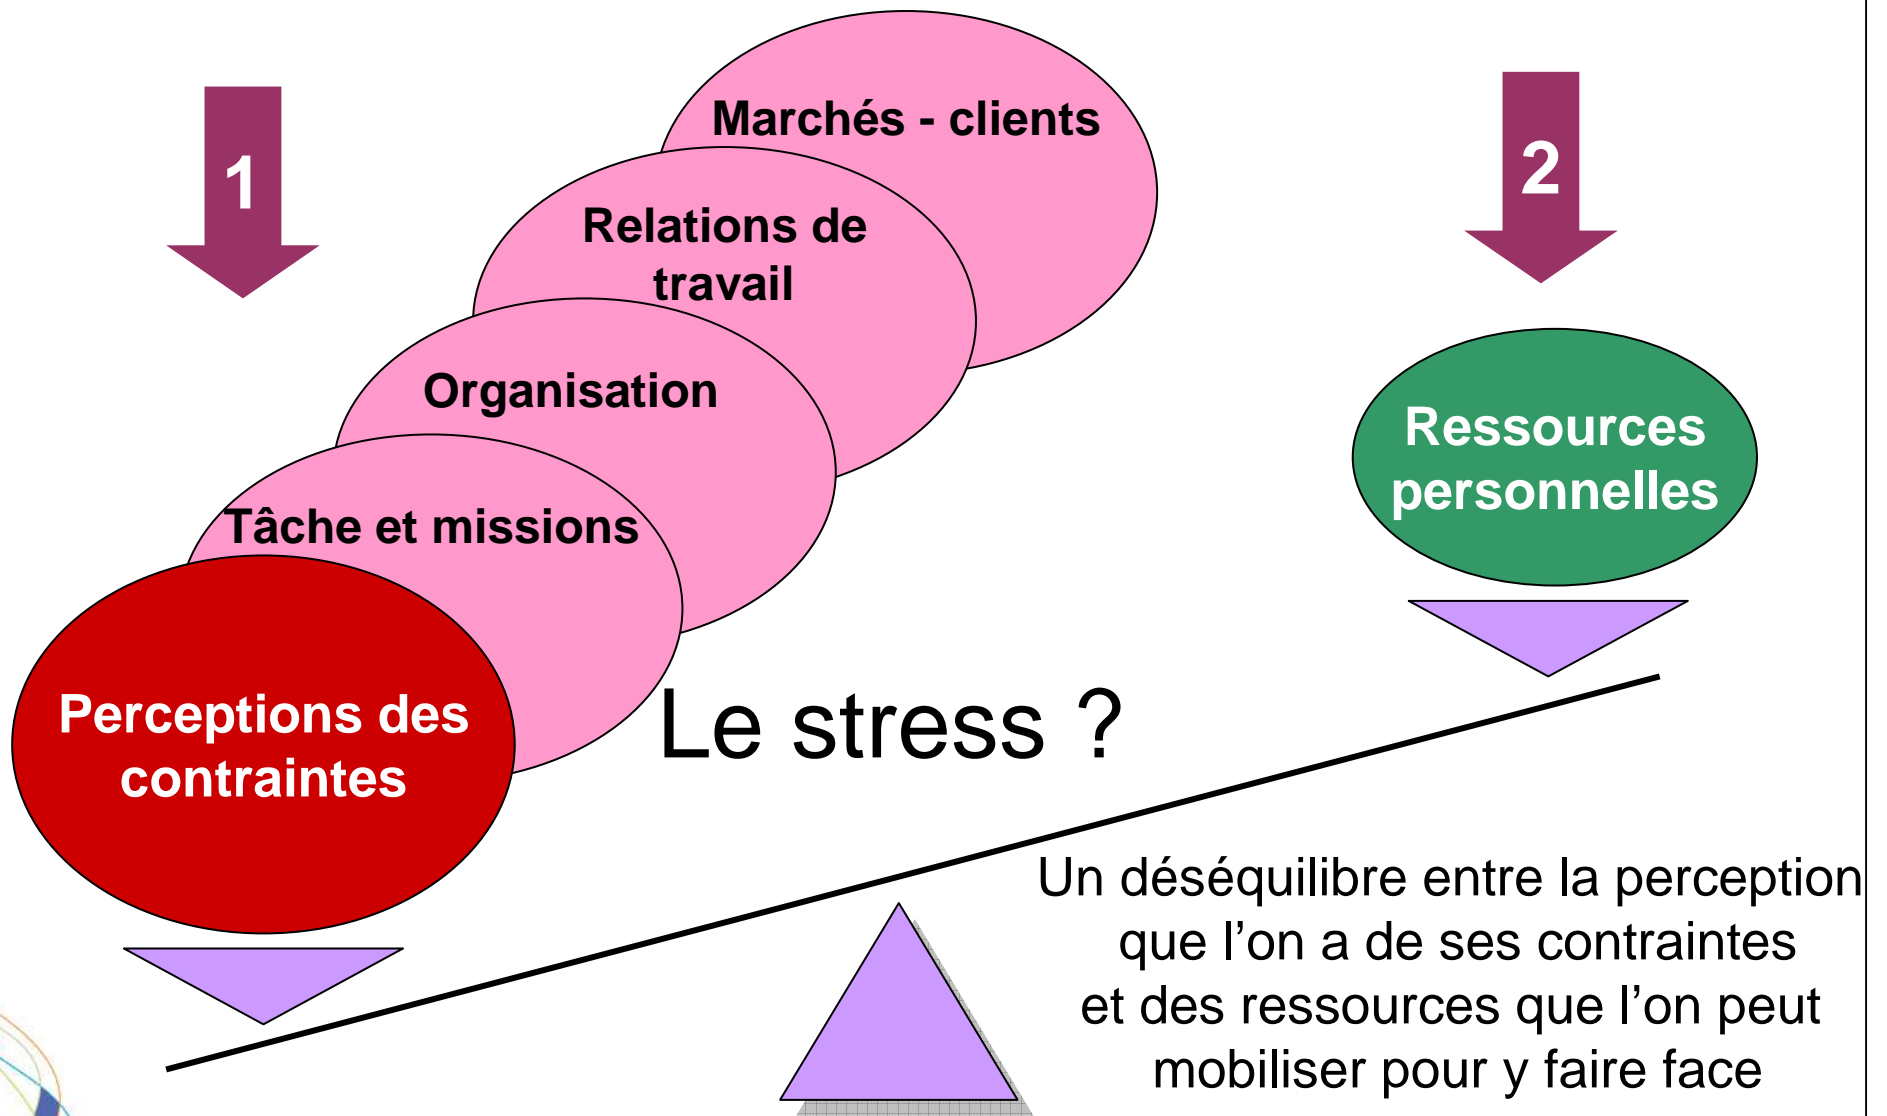 1
Marchés - clients
2
Relations de
travail
Organisation
Ressources
personnelles
Tâche et missions
Perceptions des
contraintes
Le stress ?
Un déséquilibre entre la perception
que l’on a de ses contraintes
et des ressources que l’on peut
mobiliser pour y faire face